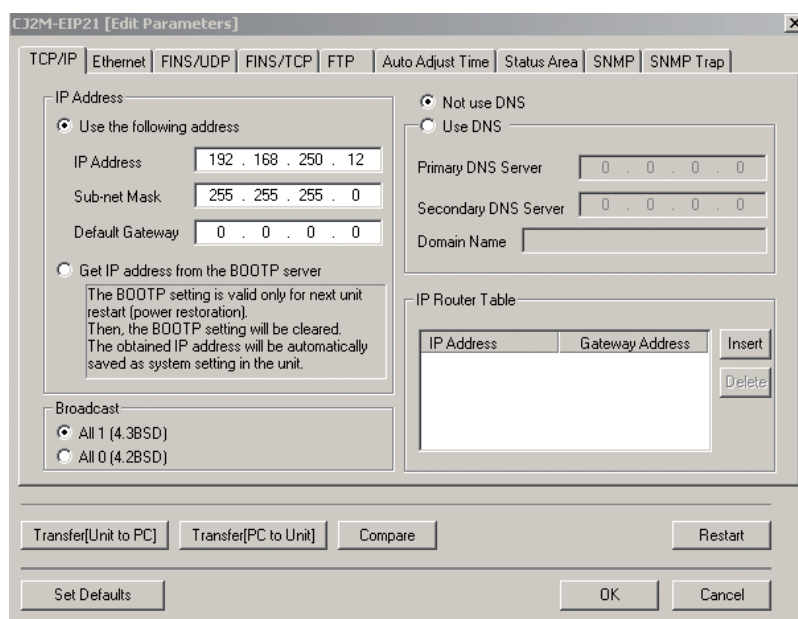 CJ2M-EIP21 [Edit Parameters]
TCP/IP Ethernet FINS/UDP FINS/TCP FTP Auto Adjust Time Status Area SNMP SNMP Trap
IP Address
Use the following address
IP Address 192 . 168 . 250 . 12
Sub-net Mask 255 . 255 . 255 . 0
Default Gateway 0 . 0 . 0 . 0
Get IP address from the BOOTP server
The BOOTP setting is valid only for next unit
restart (power restoration).
Then, the BOOTP setting will be cleared.
The obtained IP address will be automatically
saved as system setting in the unit.
Broadcast
All 1 (4.3BSD)
All 0 (4.2BSD)
Not use DNS
Use DNS
Primary DNS Server 0 . 0 . 0 . 0
Secondary DNS Server 0 . 0 . 0 . 0
Domain Name
IP Router Table
IP Address Gateway Address
Insert
Delete
Transfer[Unit to PC] Transfer[PC to Unit] Compare Restart
Set Defaults OK Cancel